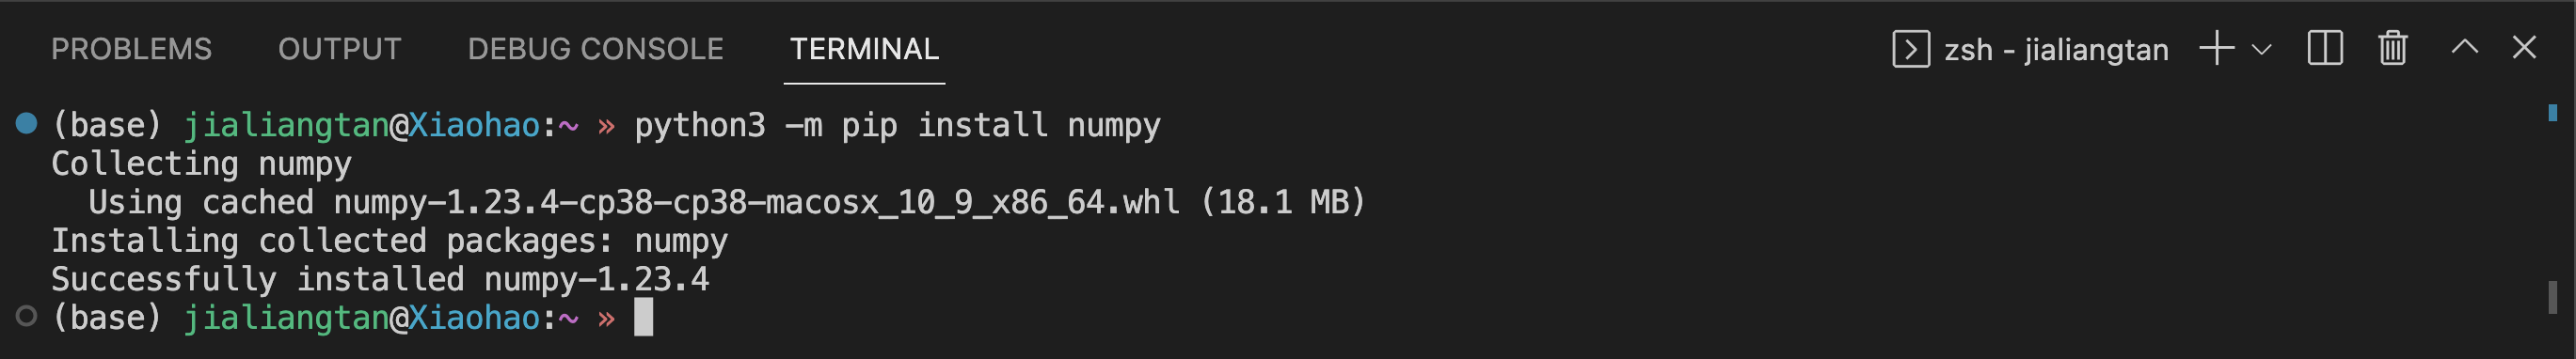 PROBLEMS OUTPUT DEBUG CONSOLE TERMINAL zsh - jialiangtan
(base) jialiangtan@Xiaohao:~ » python3 -m pip install numpy
Collecting numpy
  Using cached numpy-1.23.4-cp38-cp38-macosx_10_9_x86_64.whl (18.1 MB)
Installing collected packages: numpy
Successfully installed numpy-1.23.4
(base) jialiangtan@Xiaohao:~ »